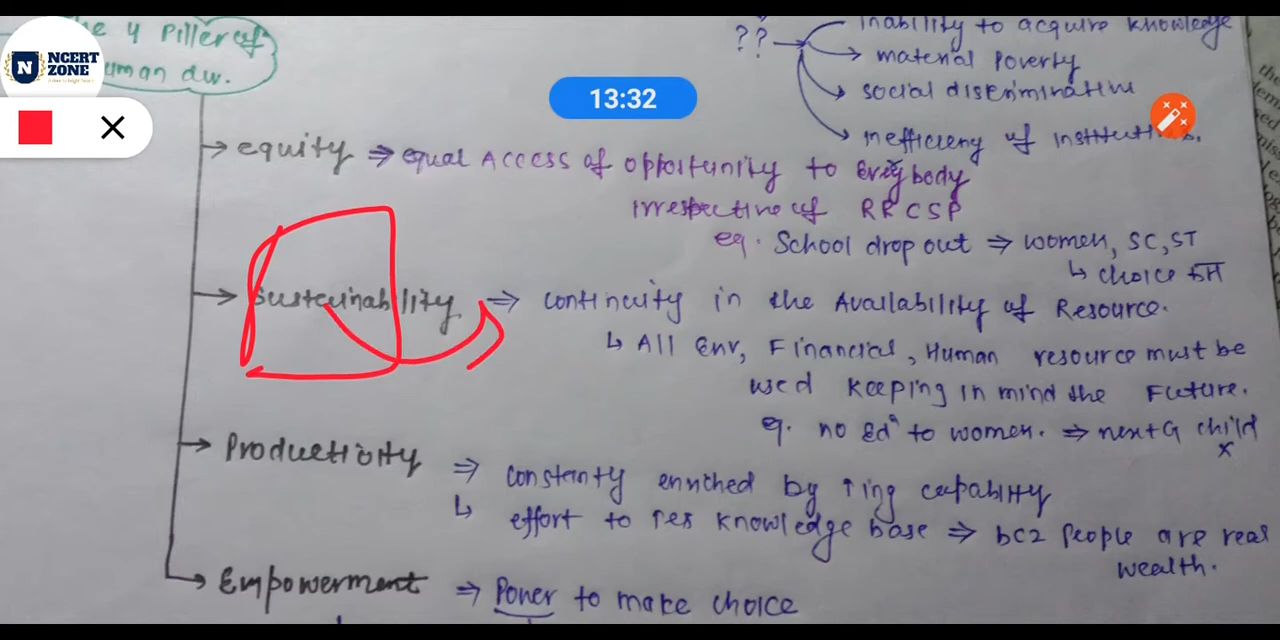 the 4 Piller of
human dev.
NCERT
ZONE
13:32
??
inability to acquire knowledge
material Poverty
social discriminative
inefficieny of institutions.
equity ⇒ equal Access of opportunity to everybody
irrespective of RRCSP
eg. School drop out ⇒ women, SC, ST
↳ choice
Sustainability ⇒ continuity in the Availability of Resource.
↳ All Env, Financial, Human resource must be
used keeping in mind the Future.
eg. no Edⁿ to women. ⇒ next G child
x
Productivity ⇒ constanty enriched by ↑ing capability
↳ effort to res knowledge base ⇒ bcz people are real
wealth.
Empowerment ⇒ Power to make choice